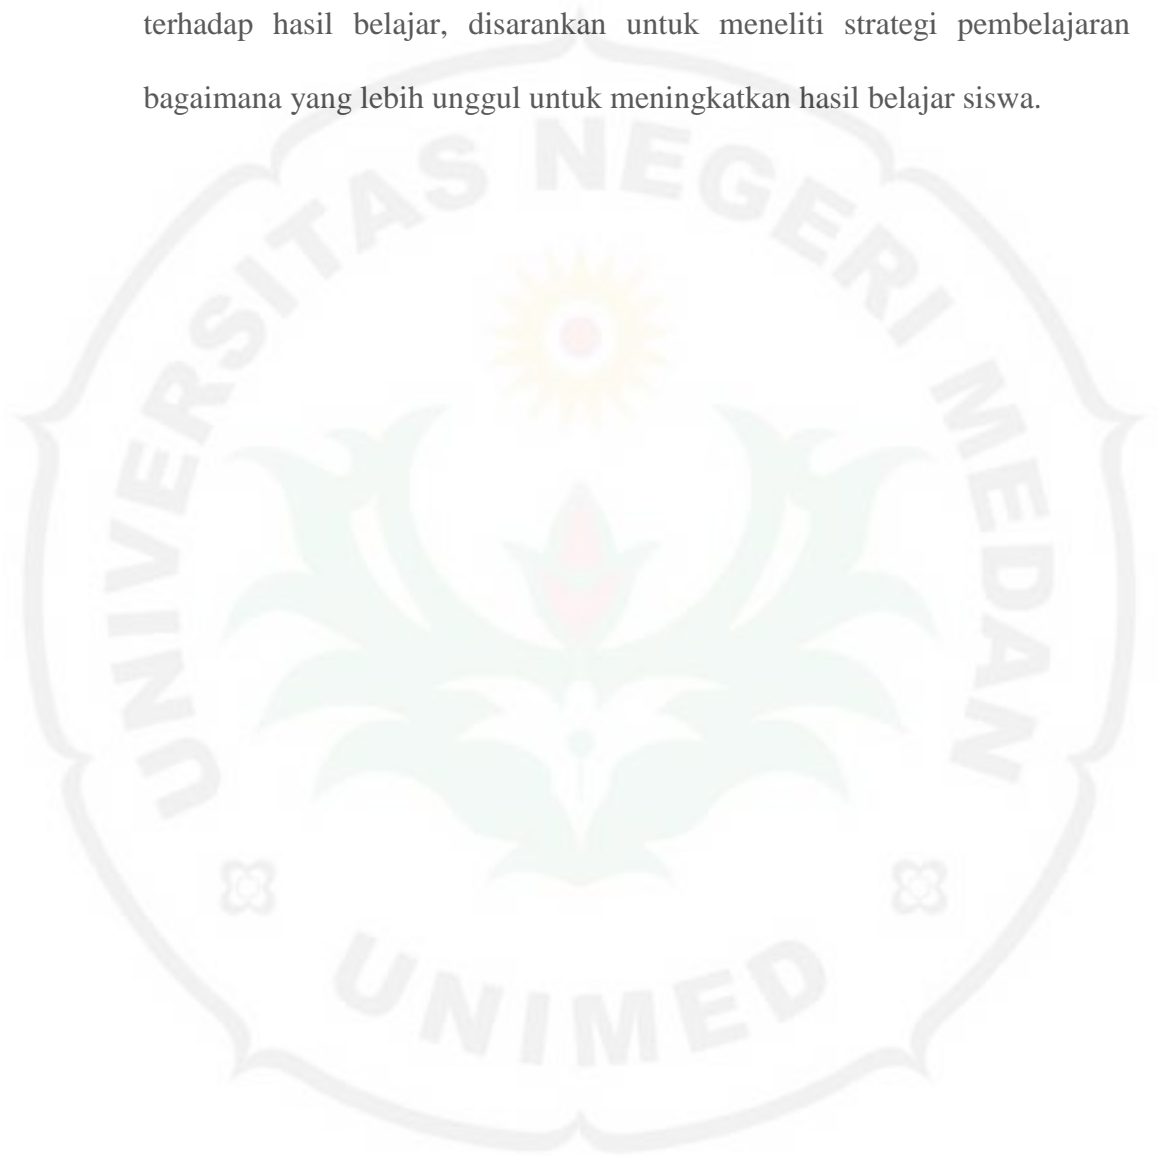 terhadap hasil belajar, disarankan untuk meneliti strategi pembelajaran
bagaimana yang lebih unggul untuk meningkatkan hasil belajar siswa.
UNIVERSITAS NEGERI MEDAN
UNIMED